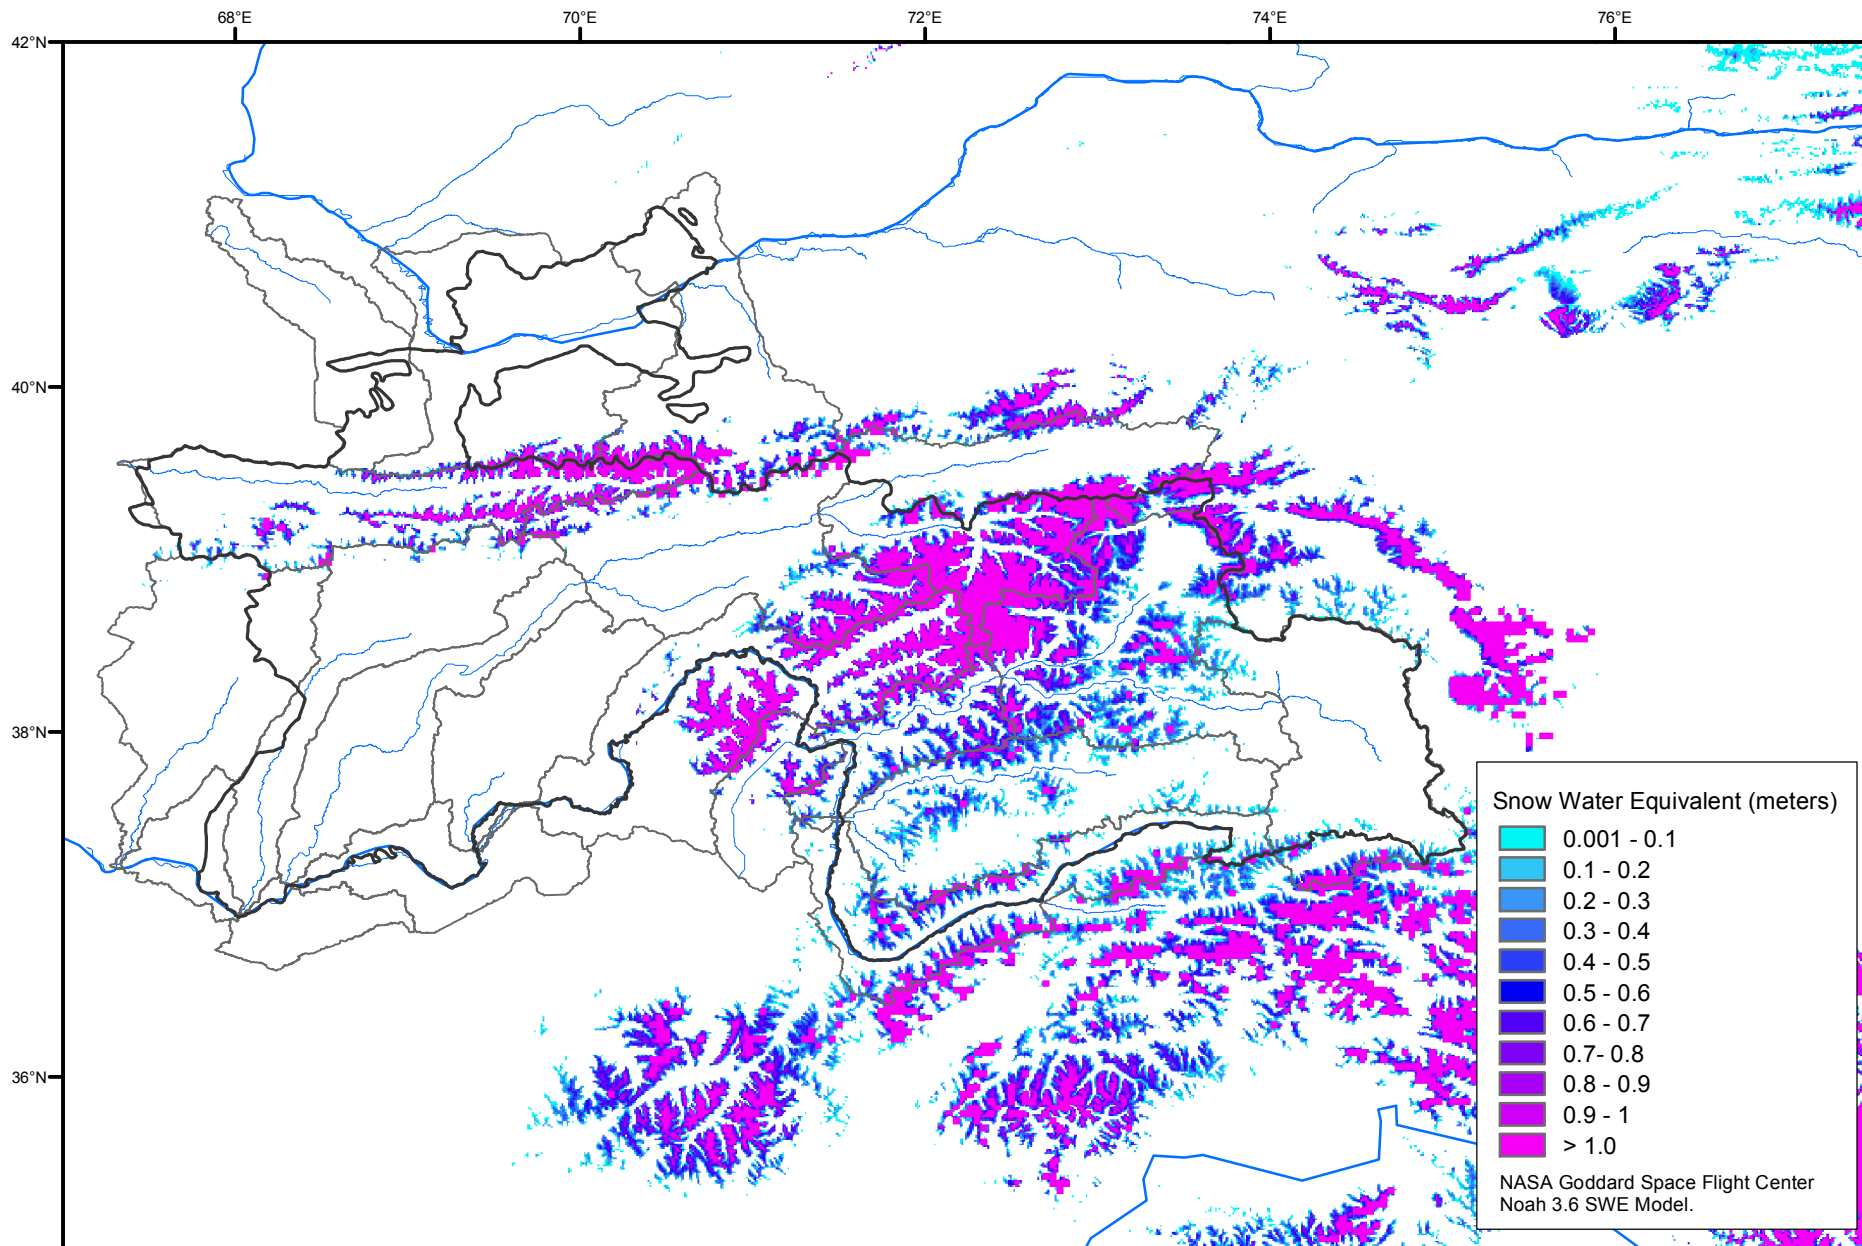 68°E
70°E
72°E
74°E
76°E
42°N
40°N
38°N
36°N
Snow Water Equivalent (meters)
0.001 - 0.1
0.1 - 0.2
0.2 - 0.3
0.3 - 0.4
0.4 - 0.5
0.5 - 0.6
0.6 - 0.7
0.7- 0.8
0.8 - 0.9
0.9 - 1
> 1.0
NASA Goddard Space Flight Center
Noah 3.6 SWE Model.